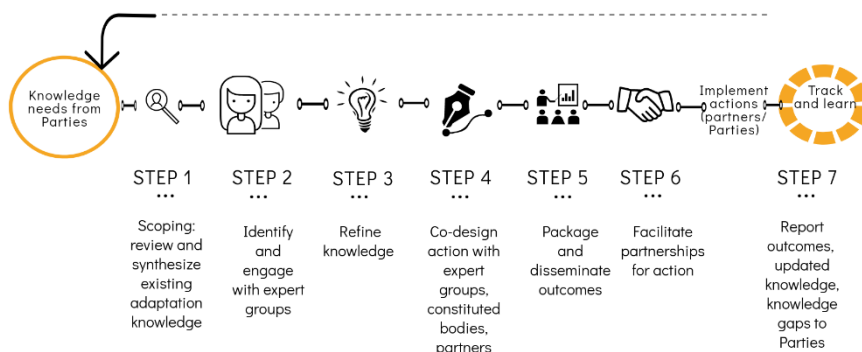 Knowledge
needs from
Parties
Implement
actions
(partners/
Parties)
Track
and learn
STEP 1
...
Scoping:
review and
synthesize
existing
adaptation
knowledge
STEP 2
...
Identify
and
engage
with expert
groups
STEP 3
...
Refine
knowledge
STEP 4
...
Co-design
action with
expert
groups,
constituted
bodies,
partners
STEP 5
...
Package
and
disseminate
outcomes
STEP 6
...
Facilitate
partnerships
for action
STEP 7
...
Report
outcomes,
updated
knowledge,
knowledge
gaps to
Parties